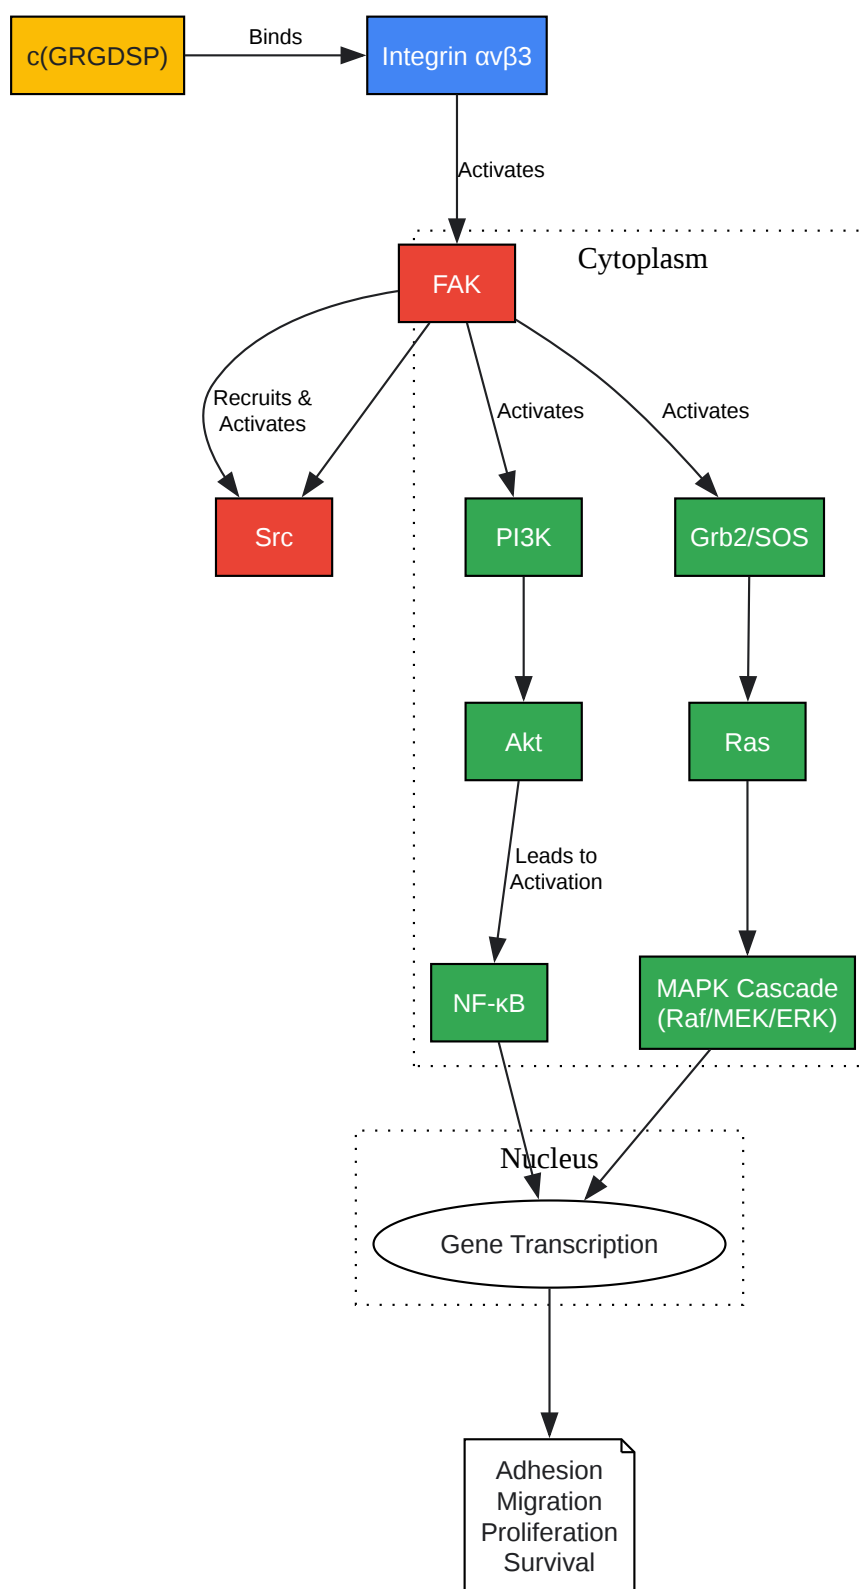 Binds
c(GRGDSP)
Integrin αvβ3
Activates
Cytoplasm
FAK
Recruits &
Activates
Activates
Activates
Src
PI3K
Grb2/SOS
Akt
Ras
Leads to
Activation
NF-κB
MAPK Cascade
(Raf/MEK/ERK)
Nucleus
Gene Transcription
Adhesion
Migration
Proliferation
Survival